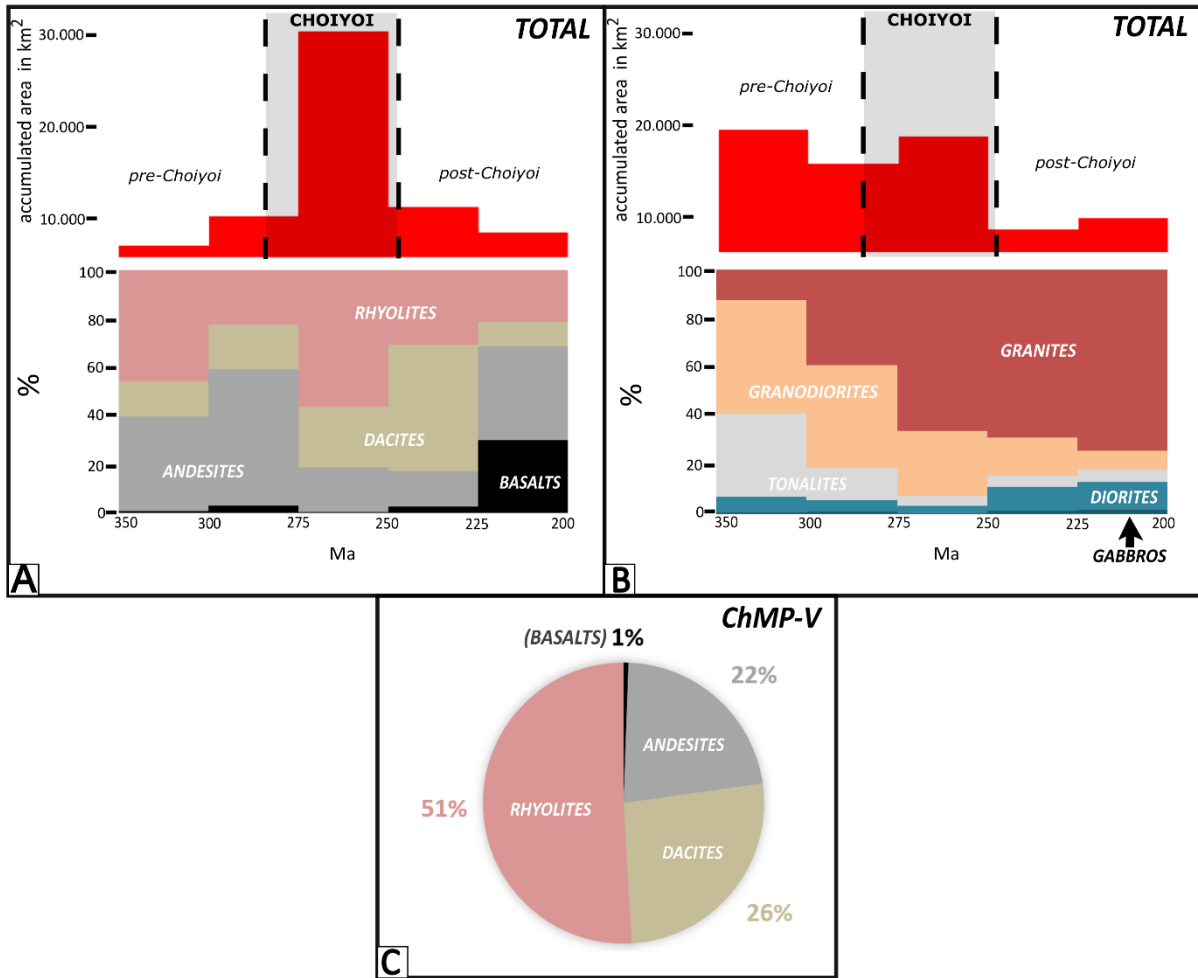 CHOIYOI
TOTAL
accumulated area in km²
30.000
20.000
10.000
pre-Choiyoi
post-Choiyoi
%
100
80
60
40
20
0
RHYOLITES
DACITES
ANDESITES
BASALTS
350 300 275 250 225 200
Ma
A
CHOIYOI
TOTAL
accumulated area in km²
30.000
20.000
10.000
pre-Choiyoi
post-Choiyoi
%
100
80
60
40
20
0
GRANITES
GRANODIORITES
TONALITES
DIORITES
350 300 275 250 225 200
Ma
GABBROS
B
ChMP-V
(BASALTS) 1%
22%
ANDESITES
51%
RHYOLITES
DACITES
26%
C